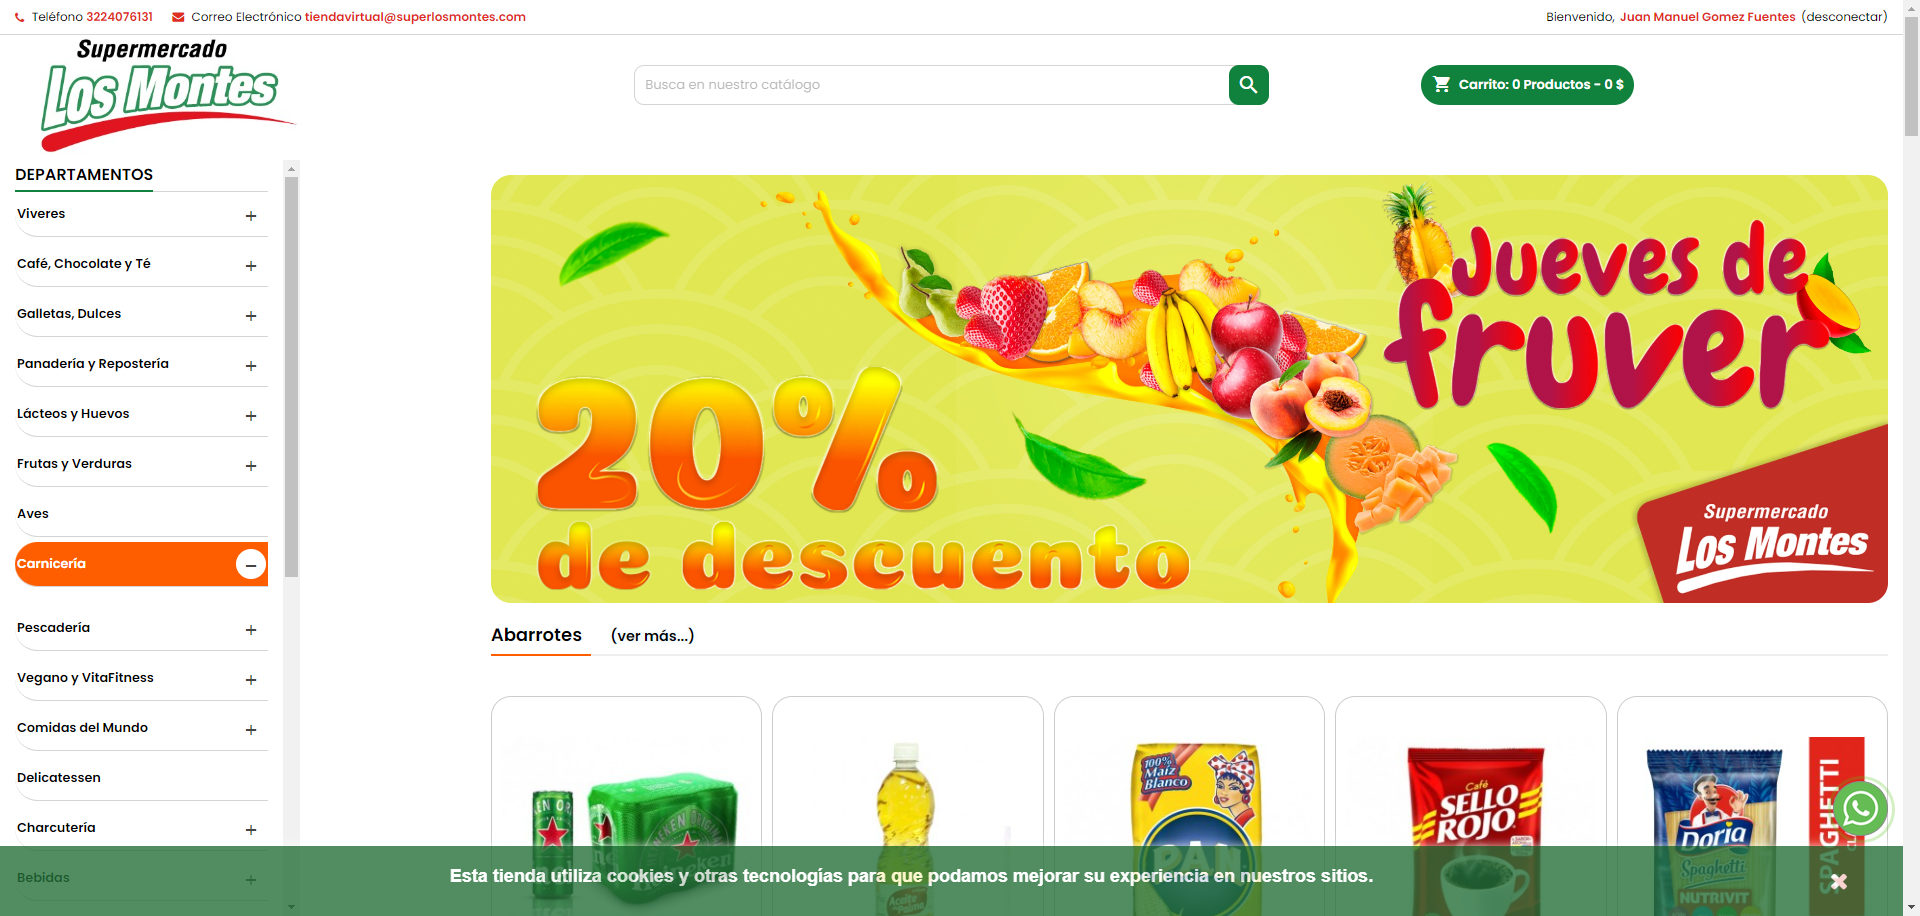 Teléfono 3224076131 Correo Electrónico tiendavirtual@superlosmontes.com Bienvenido, Juan Manuel Gomez Fuentes (desconectar)
Supermercado
Los Montes
Busca en nuestro catálogo
Carrito: 0 Productos - 0 $
DEPARTAMENTOS
Viveres
Café, Chocolate y Té
Galletas, Dulces
Panadería y Repostería
Lácteos y Huevos
Frutas y Verduras
Aves
Carnicería
Pescadería
Vegano y VitaFitness
Comidas del Mundo
Delicatessen
Charcutería
Bebidas
Jueves de
fruver
20%
de descuento
Supermercado
Los Montes
Abarrotes (ver más...)
Heineken
Aceite
de Palma
100%
Maíz
Blanco
PAN
Café
SELLO
ROJO
Doria
Spaghetti
NUTRIVIT
SPAGHETTI
Esta tienda utiliza cookies y otras tecnologías para que podamos mejorar su experiencia en nuestros sitios.